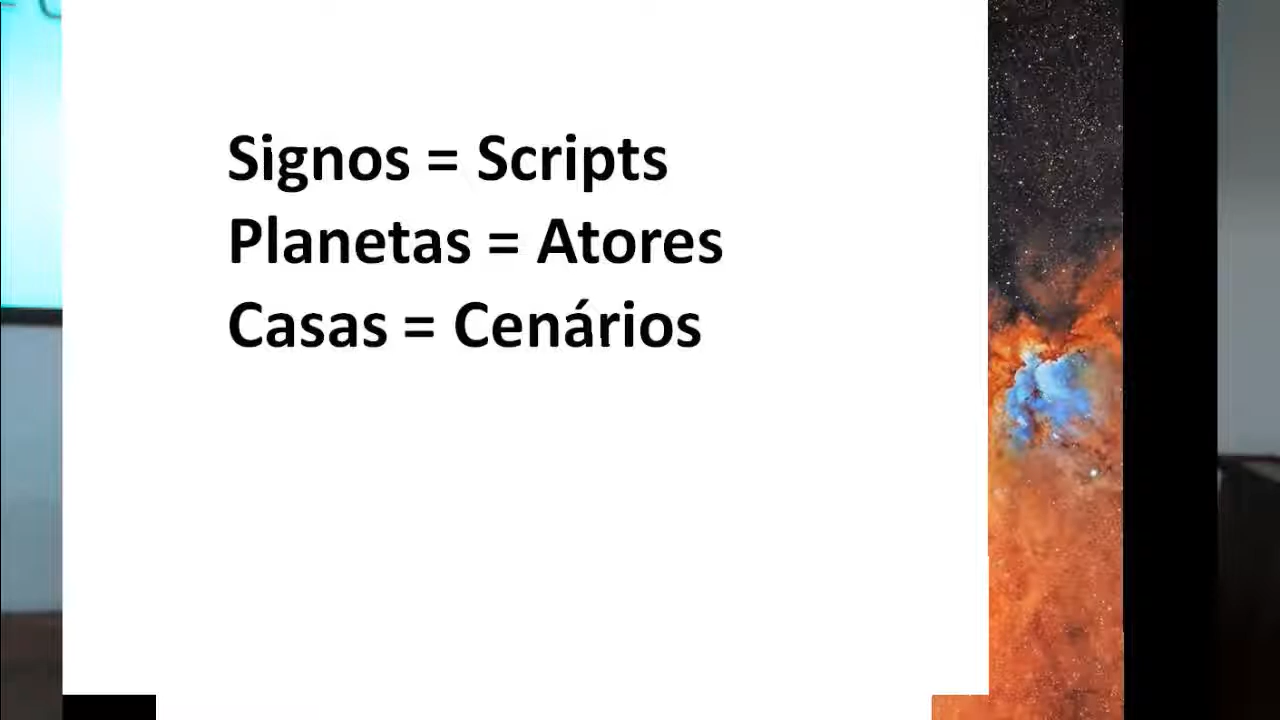 Signos = Scripts
Planetas = Atores
Casas = Cenários